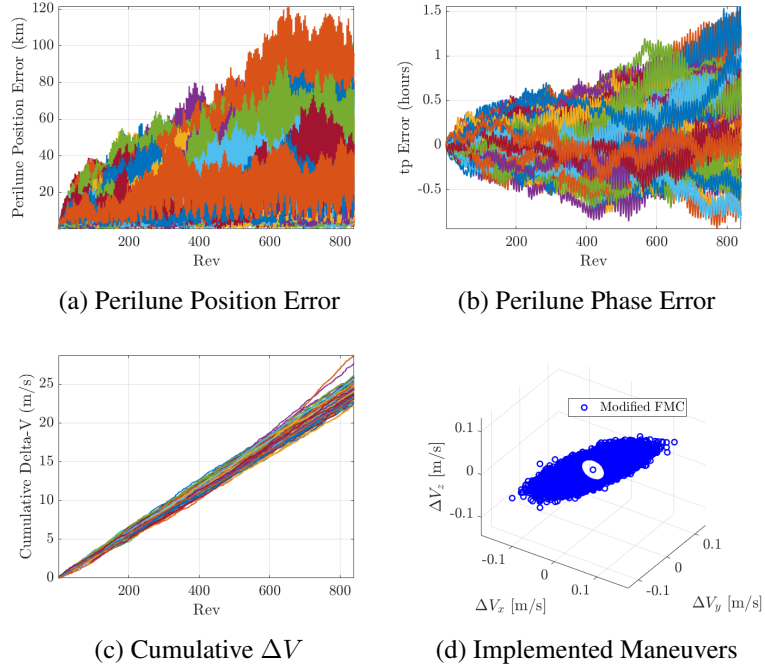 120
100
80
60
40
20
Perilune Position Error (km)
200 400 600 800
Rev
(a) Perilune Position Error
1.5
1
0.5
0
-0.5
tp Error (hours)
200 400 600 800
Rev
(b) Perilune Phase Error
25
20
15
10
5
0
Cumulative Delta-V (m/s)
200 400 600 800
Rev
(c) Cumulative ΔV
Modified FMC
0.1
0
-0.1
ΔV_z [m/s]
-0.1 0 0.1
ΔV_x [m/s]
-0.1 0 0.1
ΔV_y [m/s]
(d) Implemented Maneuvers